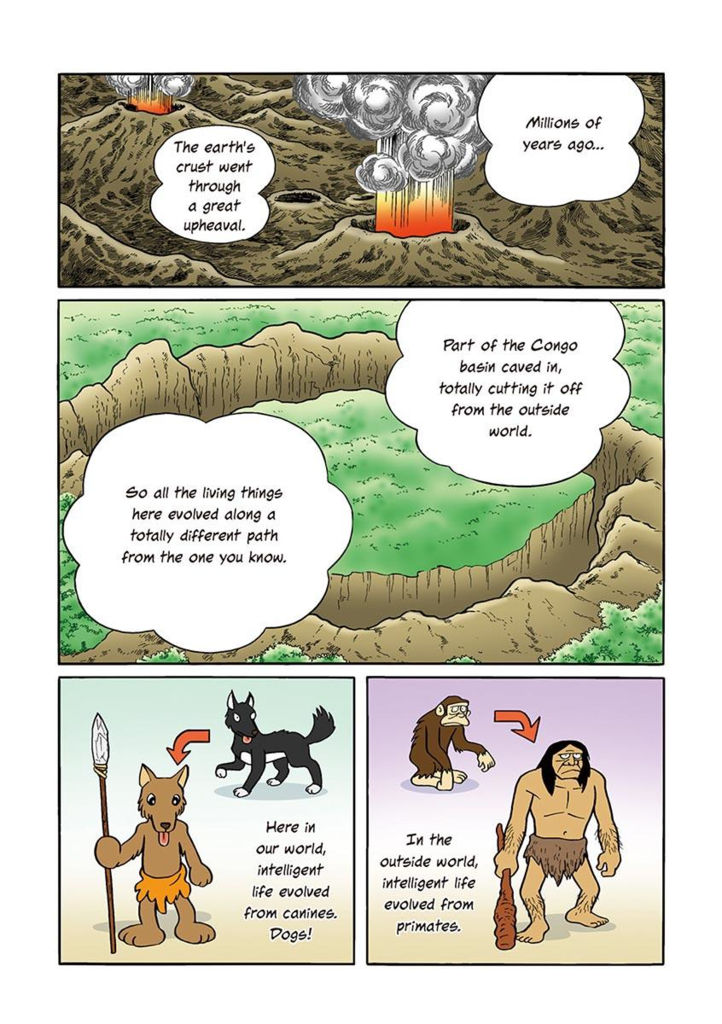 Millions of
years ago...
The earth's
crust went
through
a great
upheaval.
Part of the Congo
basin caved in,
totally cutting it off
from the outside
world.
So all the living things
here evolved along a
totally different path
from the one you know.
Here in
our world,
intelligent
life evolved
from canines.
Dogs!
In the
outside world,
intelligent life
evolved from
primates.